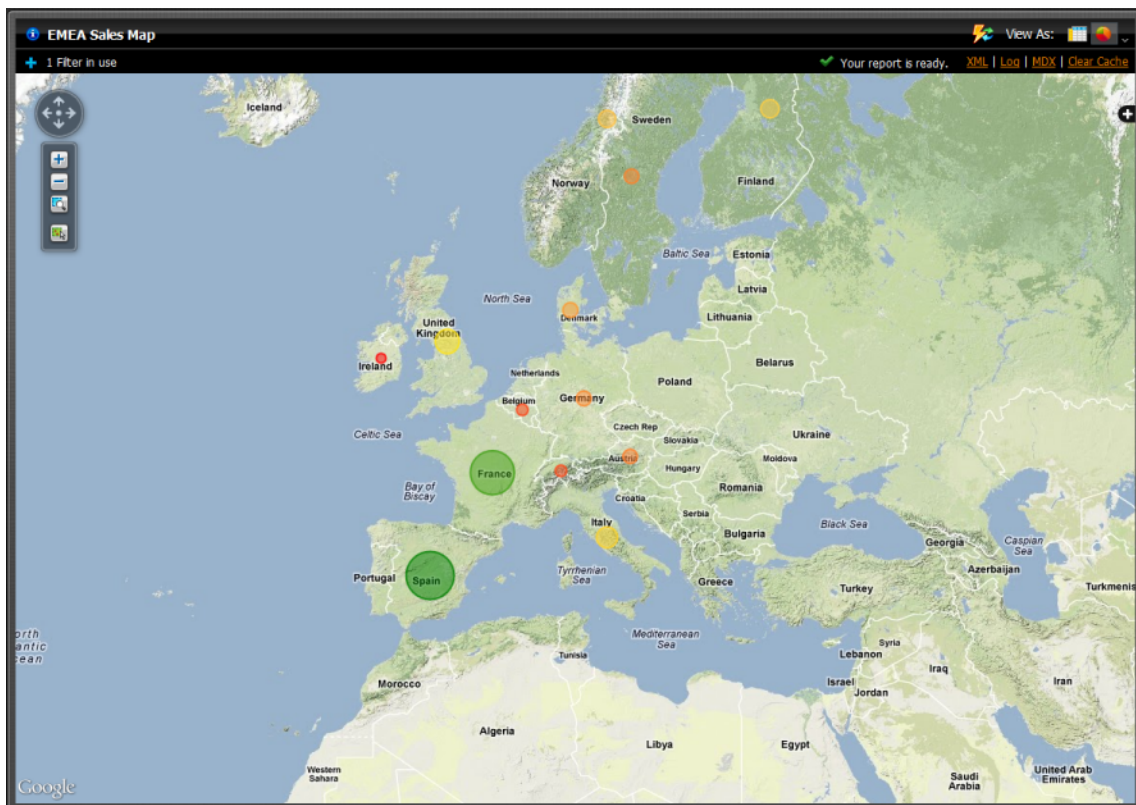 EMEA Sales Map
View As:
1 Filter in use
Your report is ready.
XML | Log | MDX | Clear Cache
Iceland
Sweden
Norway
Finland
Baltic Sea
Estonia
Latvia
North Sea
Lithuania
Denmark
United
Kingdom
Ireland
Belarus
Netherlands
Poland
Belgium
Germany
Celtic Sea
Czech Rep
Ukraine
Slovakia
Austria
Moldova
Hungary
France
Bay of
Biscay
Romania
Croatia
Serbia
Italy
Black Sea
Bulgaria
Georgia
Caspian
Sea
Azerbaijan
Tyrrhenian
Sea
Portugal
Spain
Greece
Turkey
Turkmenis
orth
antic
cean
Mediterranean
Sea
Syria
Tunisia
Lebanon
Iraq
Iran
Morocco
Israel
Jordan
Algeria
Libya
Egypt
Western
Sahara
Saudi
Arabia
United Arab
Emirates
Google